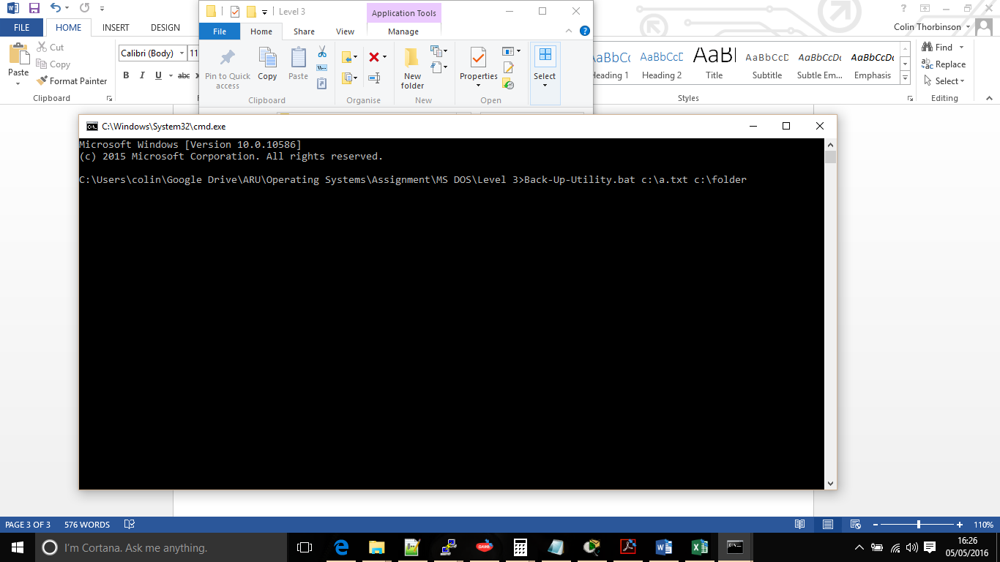 Level 3
Application Tools
Colin Thorbinson
FILE
HOME
INSERT
DESIGN
File
Home
Share
View
Manage
Paste
Cut
Copy
Format Painter
Clipboard
Calibri (Body)
11
B I U abc x
F
Pin to Quick access
Copy
Paste
Clipboard
Organise
New folder
New
Properties
Open
Select
AaBbCc
Heading 1
AaBbCcD
Heading 2
AaBl
Title
AaBbCcD
Subtitle
AaBbCcDc
Subtle Em...
AaBbCcDc
Emphasis
Styles
Find
Replace
Select
Editing
C:\Windows\System32\cmd.exe
Microsoft Windows [Version 10.0.10586]
(c) 2015 Microsoft Corporation. All rights reserved.
C:\Users\colin\Google Drive\ARU\Operating Systems\Assignment\MS DOS\Level 3>Back-Up-Utility.bat c:\a.txt c:\folder
PAGE 3 OF 3
576 WORDS
110%
I'm Cortana. Ask me anything.
GAME
16:26
05/05/2016